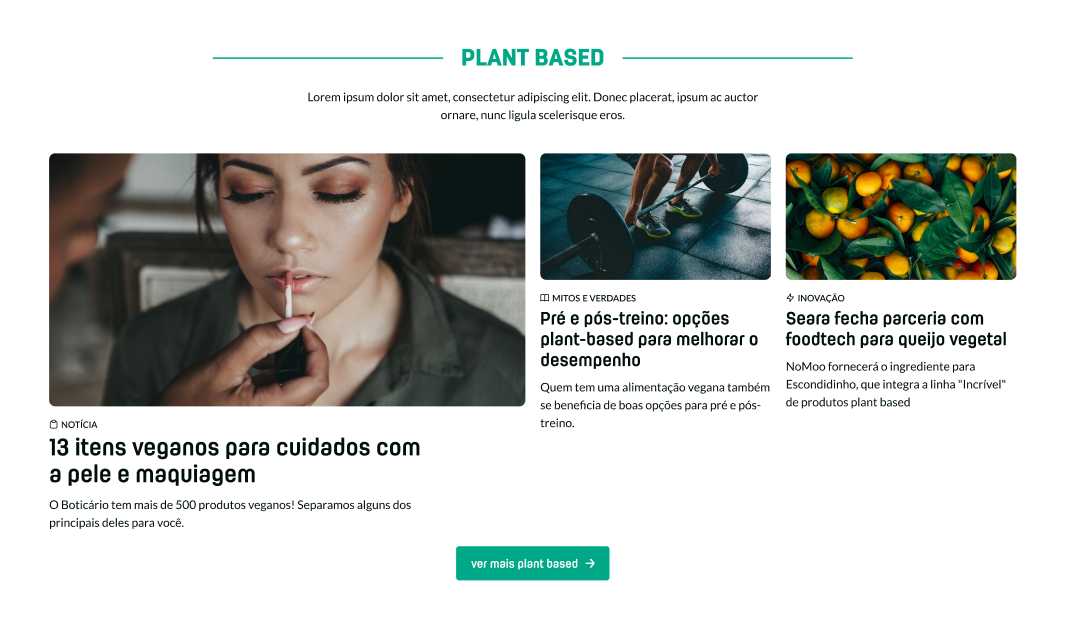 PLANT BASED
Lorem ipsum dolor sit amet, consectetur adipiscing elit. Donec placerat, ipsum ac auctor
ornare, nunc ligula scelerisque eros.
NOTÍCIA
13 itens veganos para cuidados com
a pele e maquiagem
O Boticário tem mais de 500 produtos veganos! Separamos alguns dos
principais deles para você.
MITOS E VERDADES
Pré e pós-treino: opções
plant-based para melhorar o
desempenho
Quem tem uma alimentação vegana também
se beneficia de boas opções para pré e pós-
treino.
INOVAÇÃO
Seara fecha parceria com
foodtech para queijo vegetal
NoMoo fornecerá o ingrediente para
Escondidinho, que integra a linha "Incrível"
de produtos plant based
ver mais plant based →